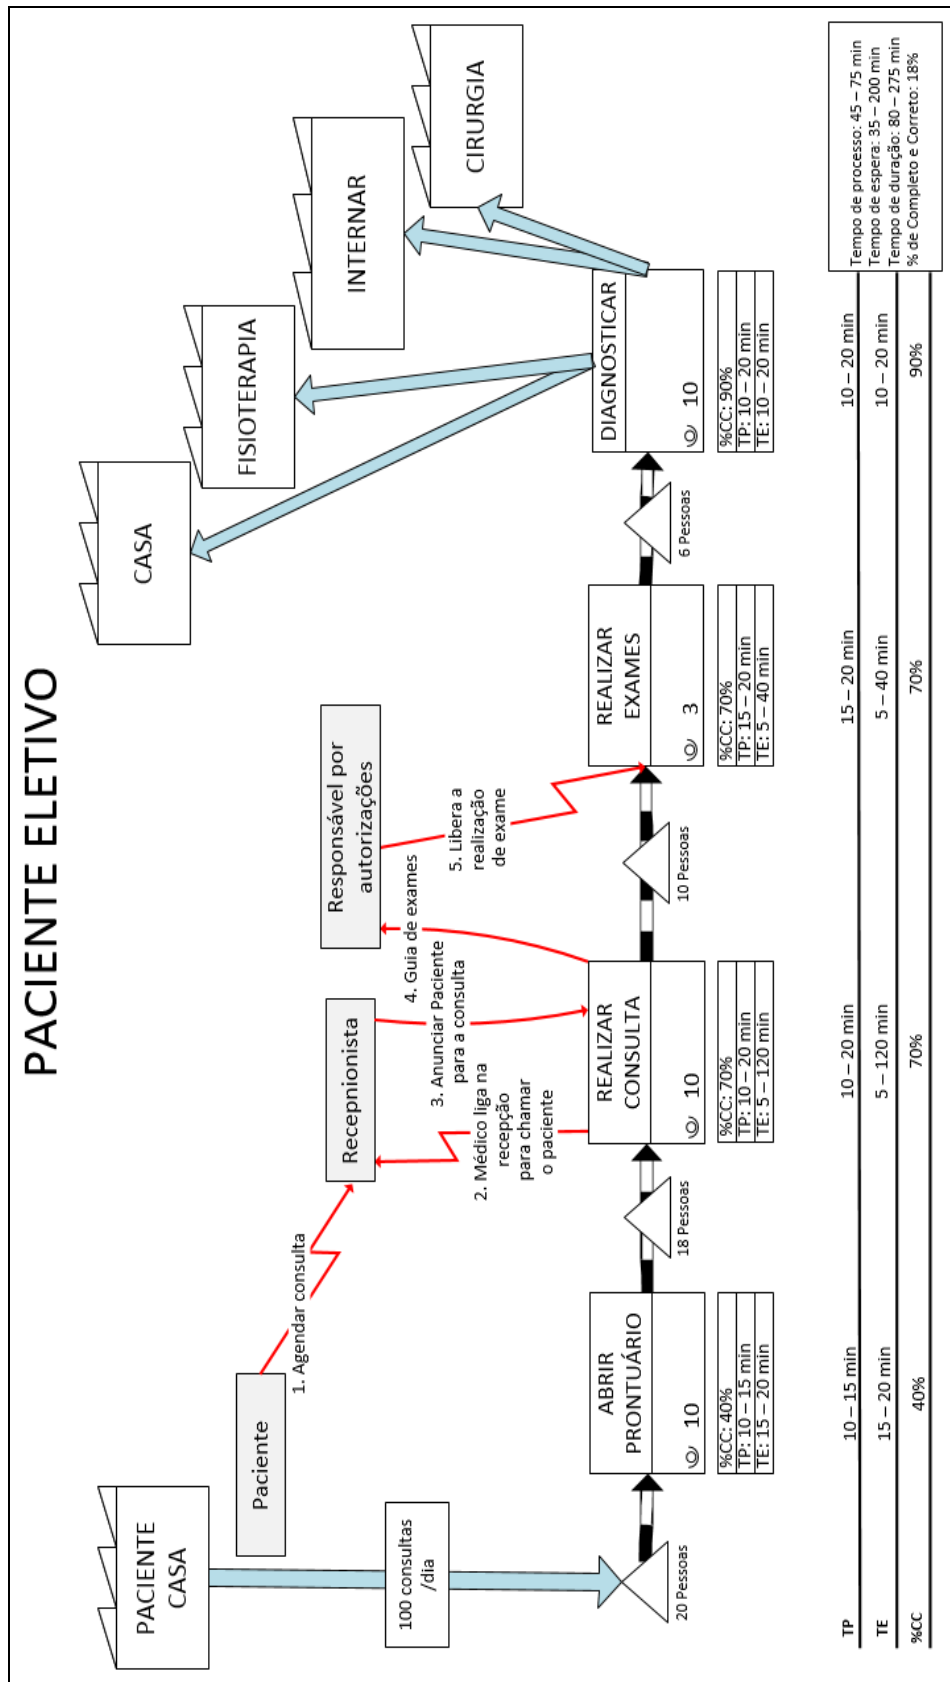 PACIENTE ELETIVO
PACIENTE
CASA
Paciente
1. Agendar consulta
Recepnionista
2. Médico liga na
recepção
para chamar
o paciente
3. Anunciar Paciente
para a consulta
4. Guia de exames
Responsável por
autorizações
5. Libera a
realização
de exame
CASA
FISIOTERAPIA
INTERNAR
CIRURGIA
100 consultas
/dia
20 Pessoas
ABRIR
PRONTUÁRIO
10
%CC: 40%
TP: 10 – 15 min
TE: 15 – 20 min
18 Pessoas
REALIZAR
CONSULTA
10
%CC: 70%
TP: 10 – 20 min
TE: 5 – 120 min
10 Pessoas
REALIZAR
EXAMES
3
%CC: 70%
TP: 15 – 20 min
TE: 5 – 40 min
6 Pessoas
DIAGNOSTICAR
10
%CC: 90%
TP: 10 – 20 min
TE: 10 – 20 min
TP 10 – 15 min 10 – 20 min 15 – 20 min 10 – 20 min
TE 15 – 20 min 5 – 120 min 5 – 40 min 10 – 20 min
%CC 40% 70% 70% 90%
Tempo de processo: 45 – 75 min
Tempo de espera: 35 – 200 min
Tempo de duração: 80 – 275 min
% de Completo e Correto: 18%